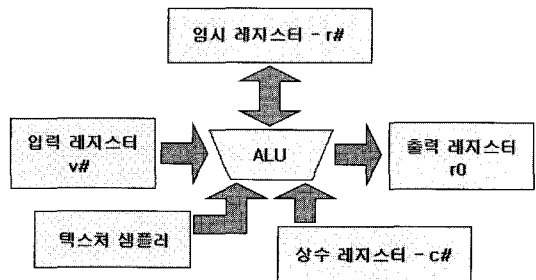 임시 레지스터 - r#
입력 레지스터
v#
ALU
출력 레지스터
r0
텍스처 샘플러
상수 레지스터 - c#